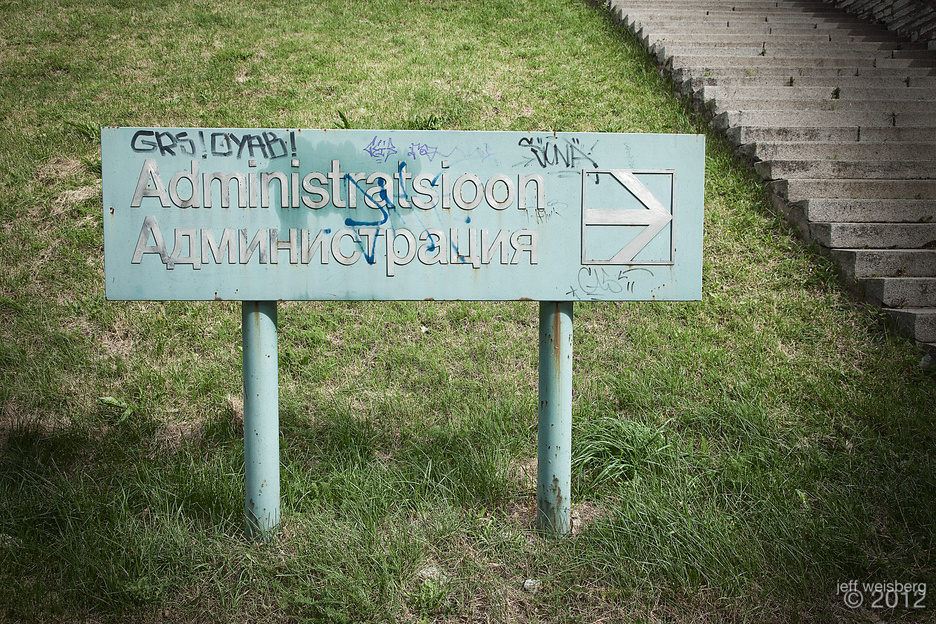 GRS!OYAB!
SÜNA
Administratsioon
Администрация
jeff weisberg
© 2012